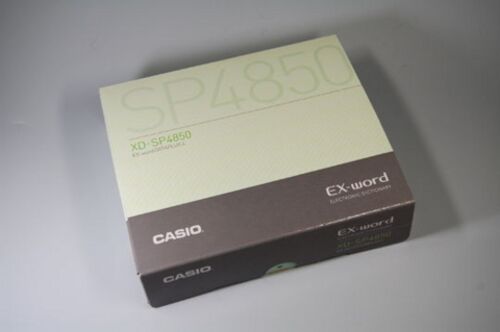 SP4850
XD-SP4850
EX-word
ELECTRONIC DICTIONARY
CASIO
EX-word
XD-SP4850
CASIO